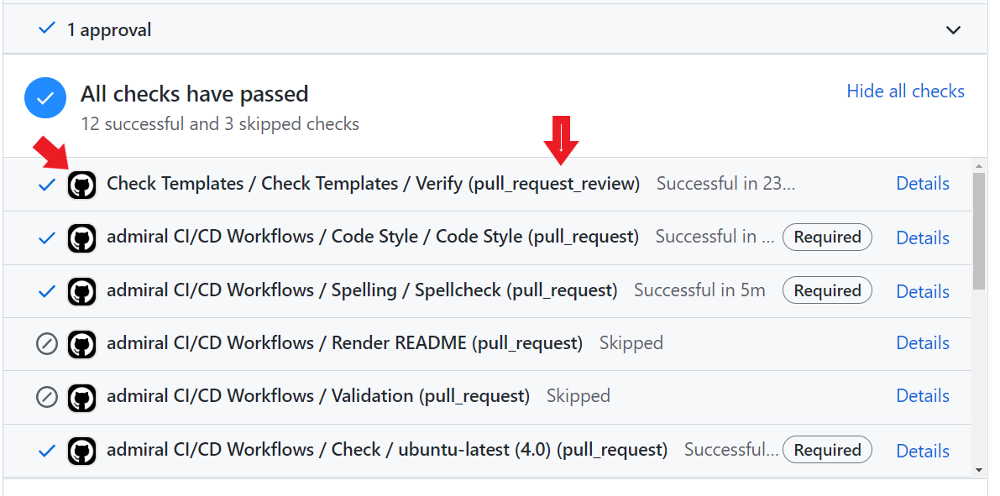 1 approval
All checks have passed
Hide all checks
12 successful and 3 skipped checks
Check Templates / Check Templates / Verify (pull_request_review) Successful in 23… Details
admiral CI/CD Workflows / Code Style / Code Style (pull_request) Successful in … Required Details
admiral CI/CD Workflows / Spelling / Spellcheck (pull_request) Successful in 5m Required Details
admiral CI/CD Workflows / Render README (pull_request) Skipped Details
admiral CI/CD Workflows / Validation (pull_request) Skipped Details
admiral CI/CD Workflows / Check / ubuntu-latest (4.0) (pull_request) Successful… Required Details